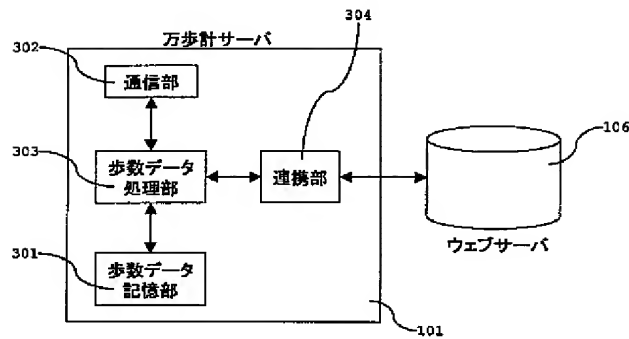 万歩計サーバ
304
302
通信部
106
303
歩数データ
処理部
連携部
ウェブサーバ
301
歩数データ
記憶部
101